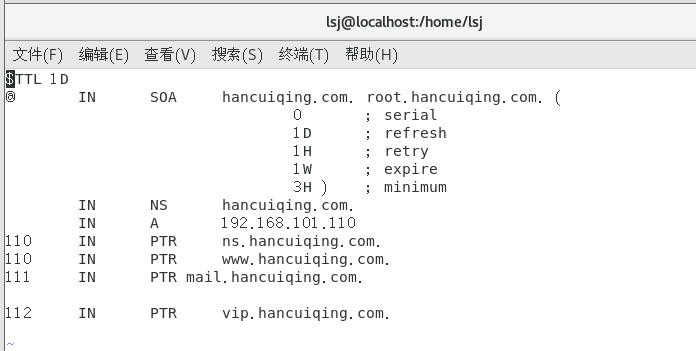 lsj@localhost:/home/lsj
文件(F) 编辑(E) 查看(V) 搜索(S) 终端(T) 帮助(H)
$TTL 1D
@ IN SOA hancuiqing.com. root.hancuiqing.com. (
0 ; serial
1D ; refresh
1H ; retry
1W ; expire
3H ) ; minimum
IN NS hancuiqing.com.
IN A 192.168.101.110
110 IN PTR ns.hancuiqing.com.
110 IN PTR www.hancuiqing.com.
111 IN PTR mail.hancuiqing.com.
112 IN PTR vip.hancuiqing.com.
~